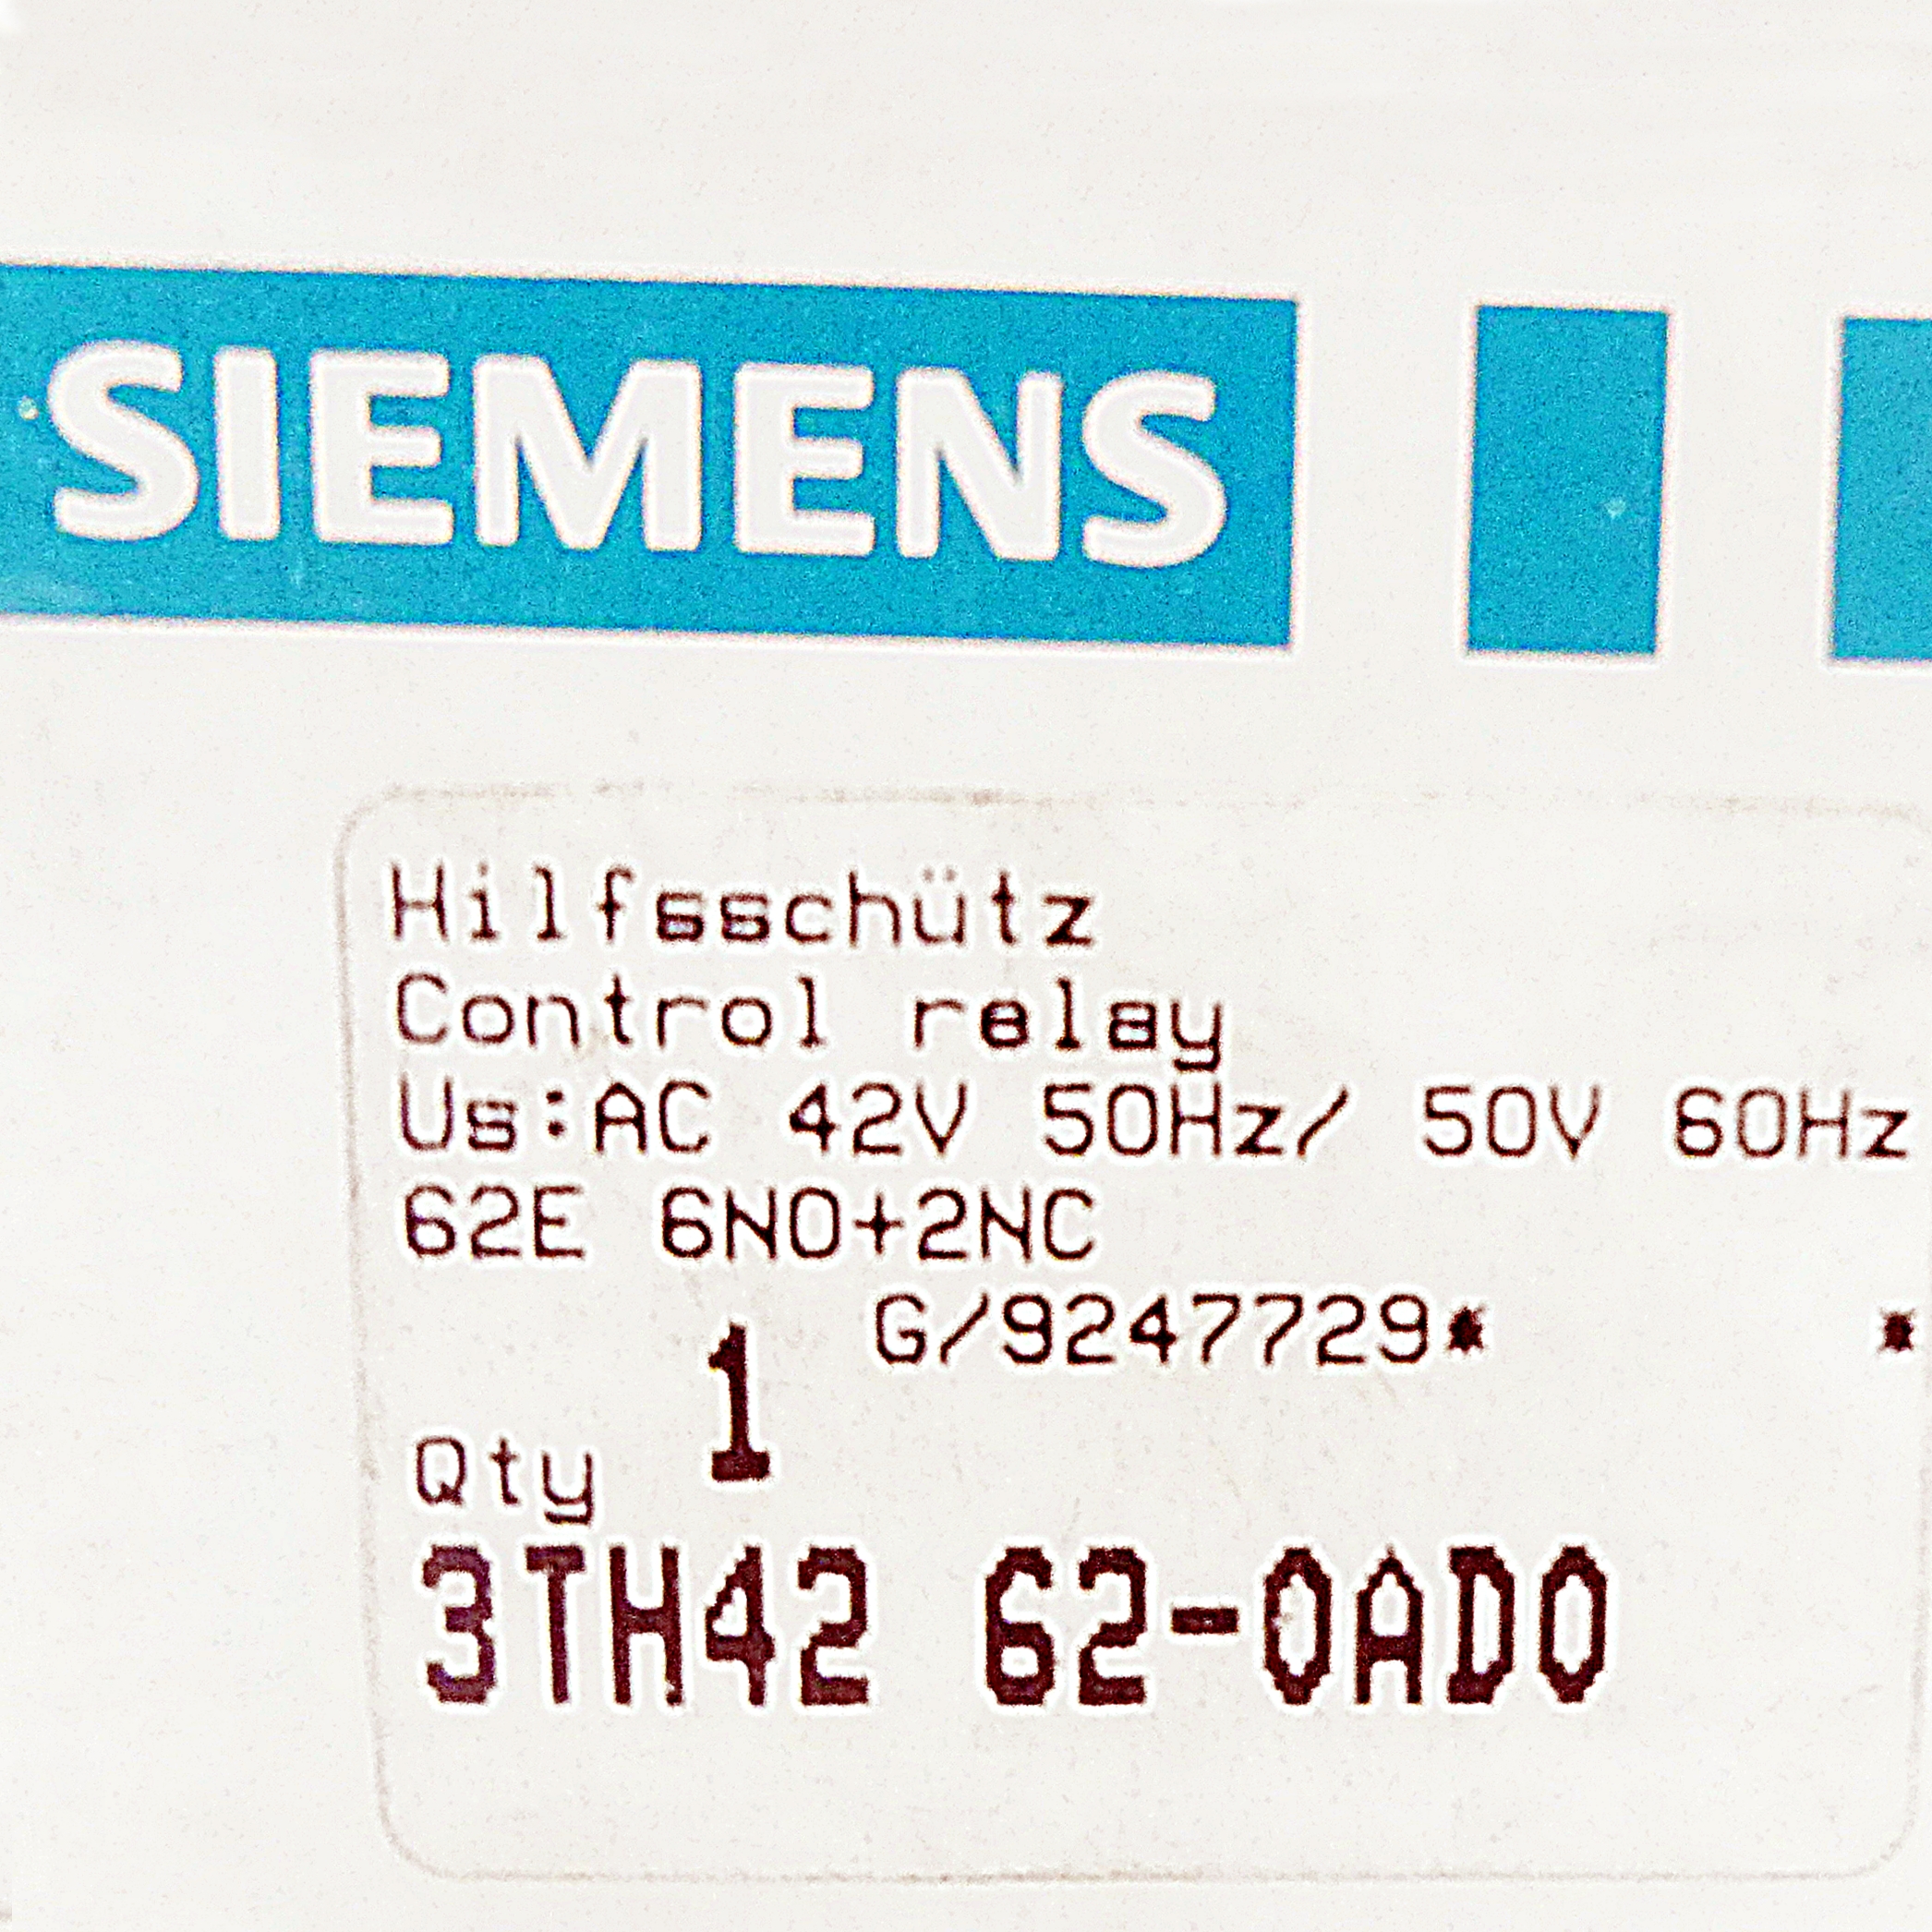 SIEMENS
Hilfsschütz
Control relay
Us:AC 42V 50Hz/ 50V 60Hz
62E 6NO+2NC
G/9247729* *
Qty 1
3TH42 62-0AD0